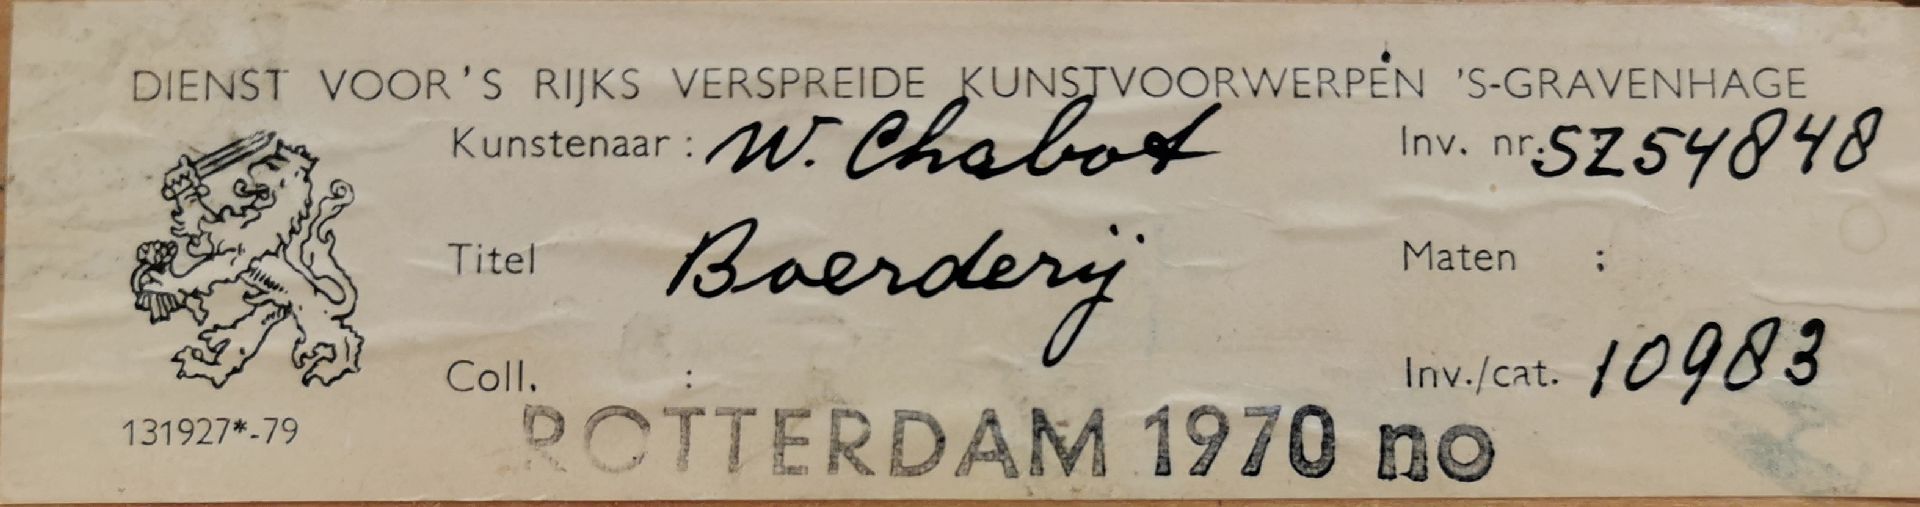 DIENST VOOR 'S RIJKS VERSPREIDE KUNSTVOORWERPEN 'S-GRAVENHAGE
Kunstenaar : W. Chabot Inv. nr. SZ54848
Titel Boerderij Maten :
Coll. : Inv./cat. 10983
131927*-79 ROTTERDAM 1970 no